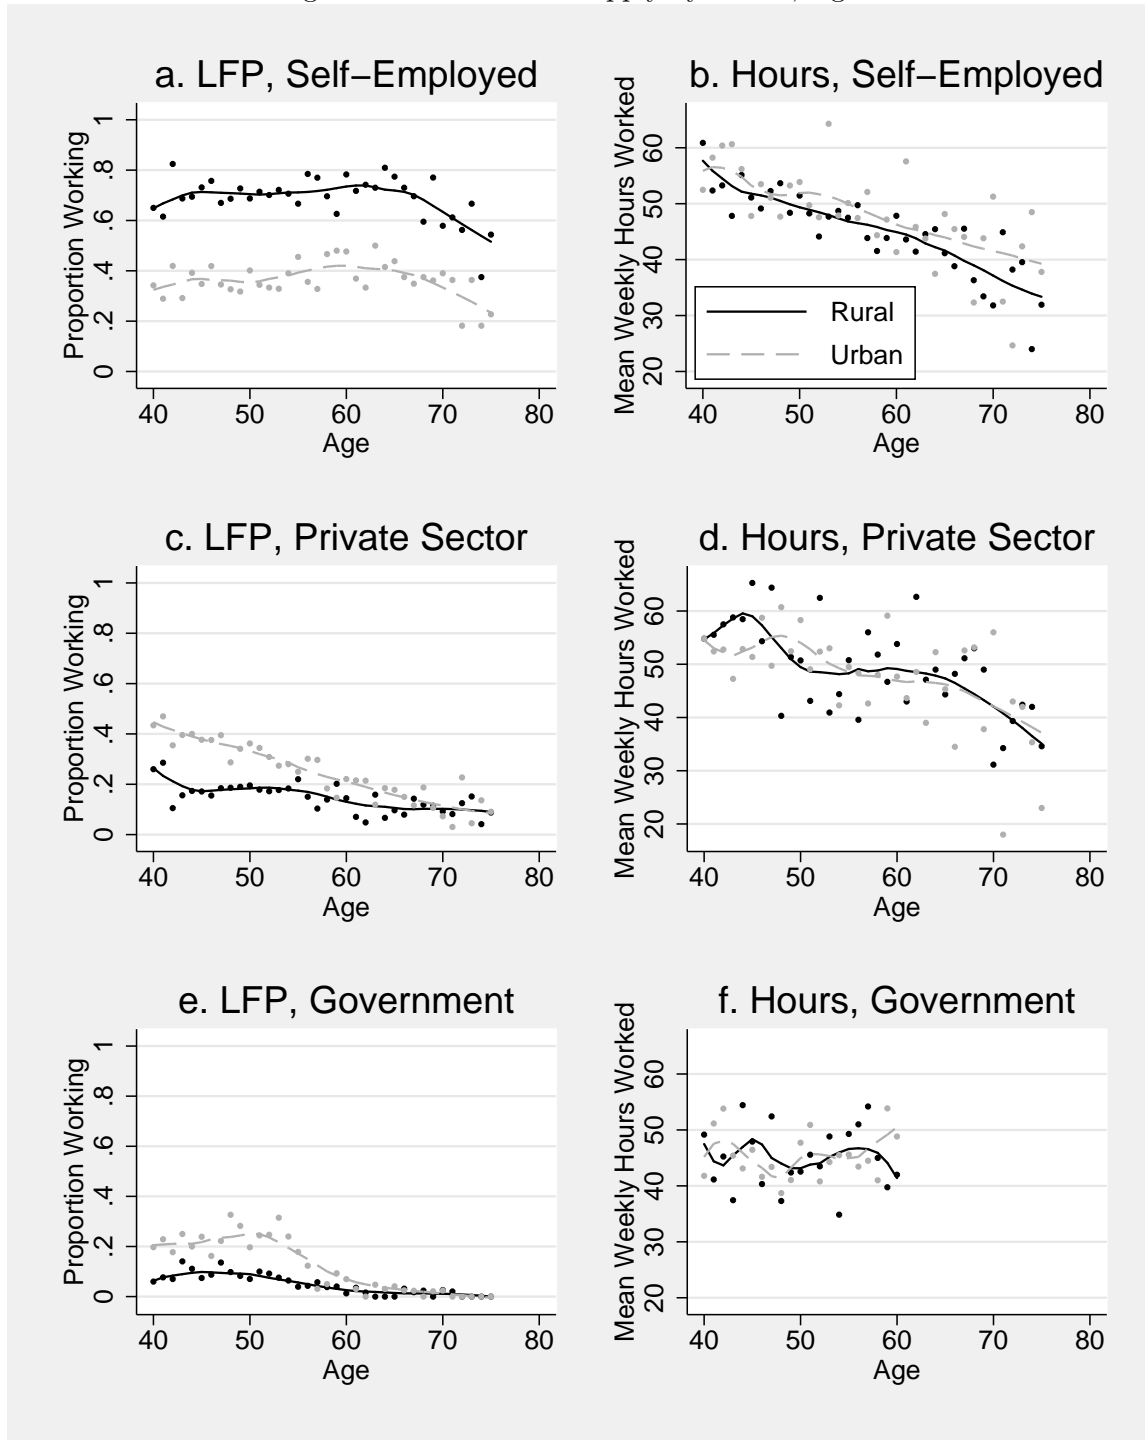 a. LFP, Self−Employed
Proportion Working
1
.8
.6
.4
.2
0
40 50 60 70 80
Age
b. Hours, Self−Employed
Mean Weekly Hours Worked
60
50
40
30
20
Rural
Urban
40 50 60 70 80
Age
c. LFP, Private Sector
Proportion Working
1
.8
.6
.4
.2
0
40 50 60 70 80
Age
d. Hours, Private Sector
Mean Weekly Hours Worked
60
50
40
30
20
40 50 60 70 80
Age
e. LFP, Government
Proportion Working
1
.8
.6
.4
.2
0
40 50 60 70 80
Age
f. Hours, Government
Mean Weekly Hours Worked
60
50
40
30
20
40 50 60 70 80
Age